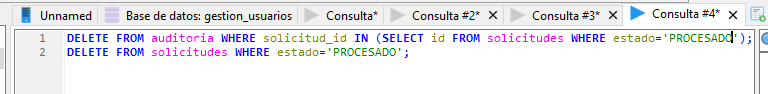 Unnamed Base de datos: gestion_usuarios Consulta* Consulta #2* Consulta #3* Consulta #4*
1 DELETE FROM auditoria WHERE solicitud_id IN (SELECT id FROM solicitudes WHERE estado='PROCESADO');
2 DELETE FROM solicitudes WHERE estado='PROCESADO';